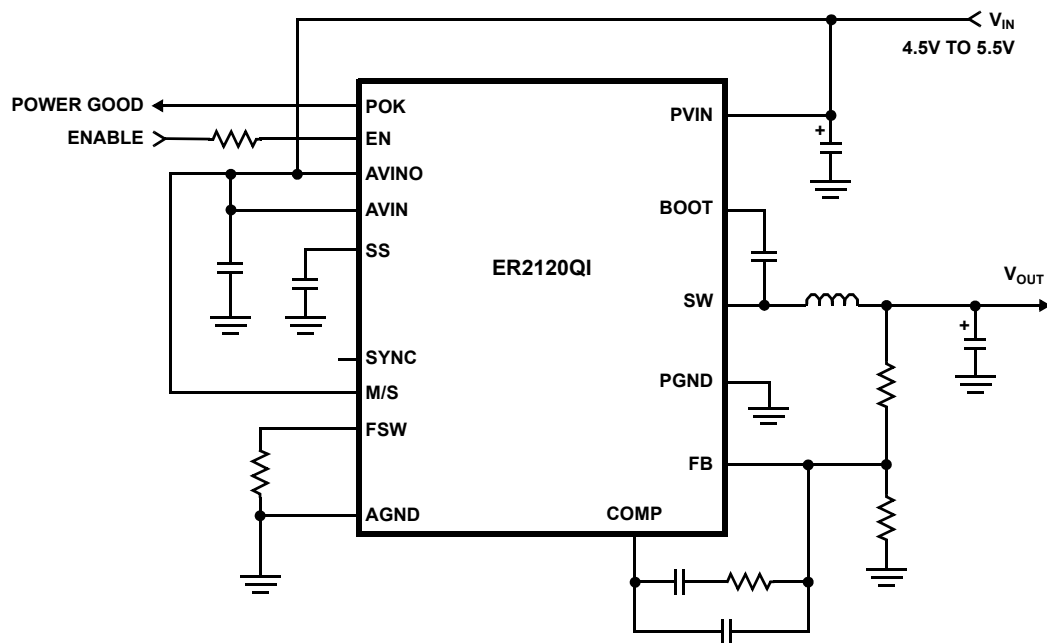 V_IN
4.5V TO 5.5V
POWER GOOD
POK
PVIN
ENABLE
EN
+
AVINO
AVIN
BOOT
SS
ER2120QI
V_OUT
SW
+
SYNC
PGND
M/S
FSW
FB
AGND
COMP